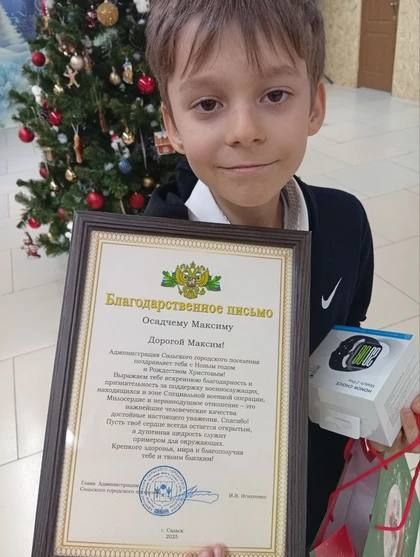 Благодарственное письмо
Осадчему Максиму
Дорогой Максим!
Администрация Сальского городского поселения
поздравляет тебя с Новым годом
и Рождеством Христовым!
Выражаем тебе искреннюю благодарность и
признательность за поддержку военнослужащих,
находящихся в зоне Специальной военной операции.
Милосердие и неравнодушное отношение – это
важнейшие человеческие качества
достойные настоящего уважения. Спасибо!
Пусть твоё сердце всегда остается открытым,
а душевная щедрость служит
примером для окружающих.
Крепкого здоровья, мира и благополучия
тебе и твоим близким!
Глава Администрации
Сальского городского
г. Сальск
2025
HONOR CHOICE